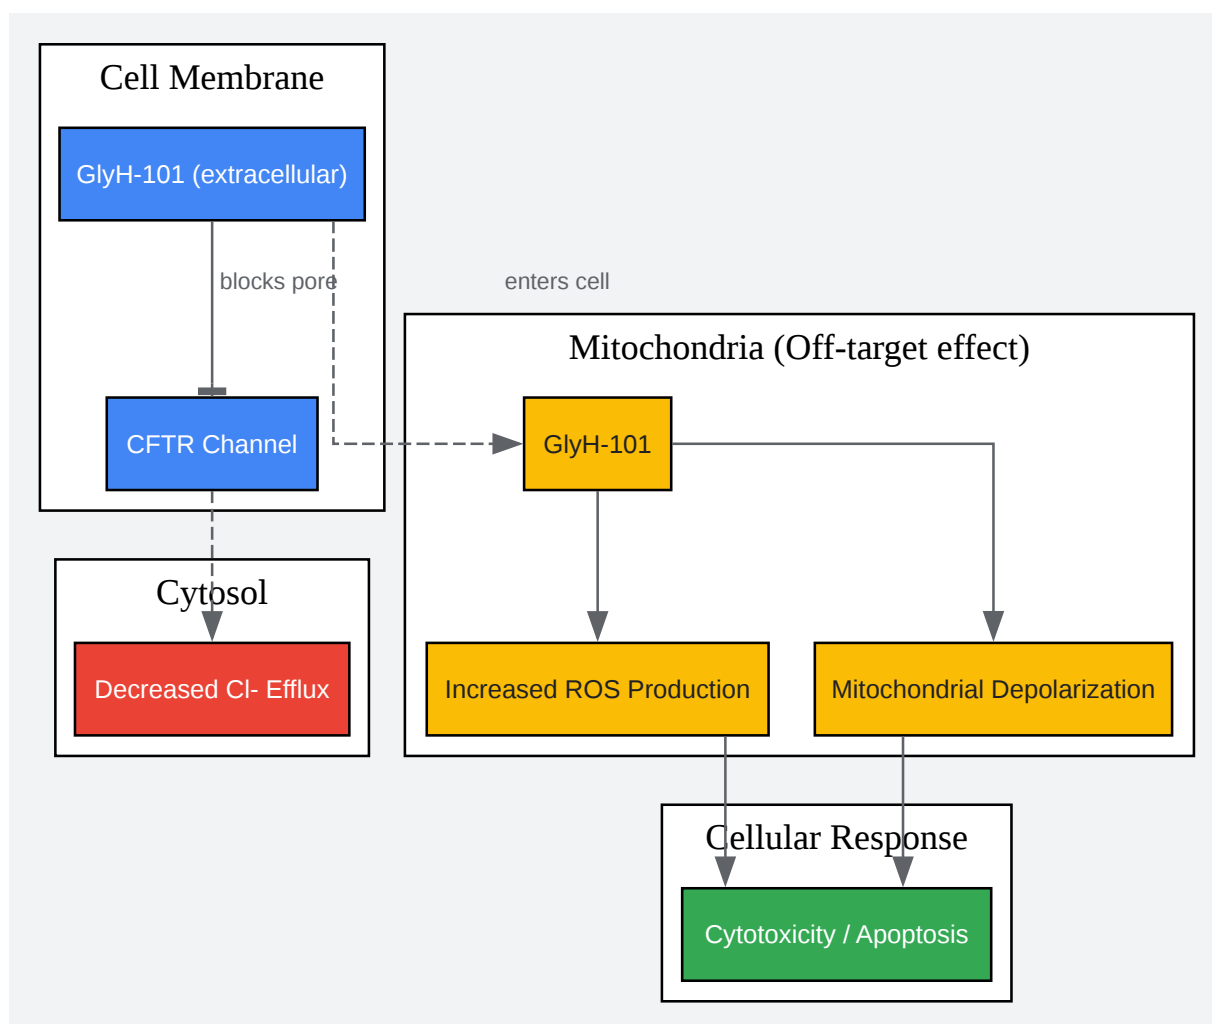 Cell Membrane
GlyH-101 (extracellular)
blocks pore
enters cell
Mitochondria (Off-target effect)
CFTR Channel
GlyH-101
Cytosol
Decreased Cl- Efflux
Increased ROS Production
Mitochondrial Depolarization
Cellular Response
Cytotoxicity / Apoptosis